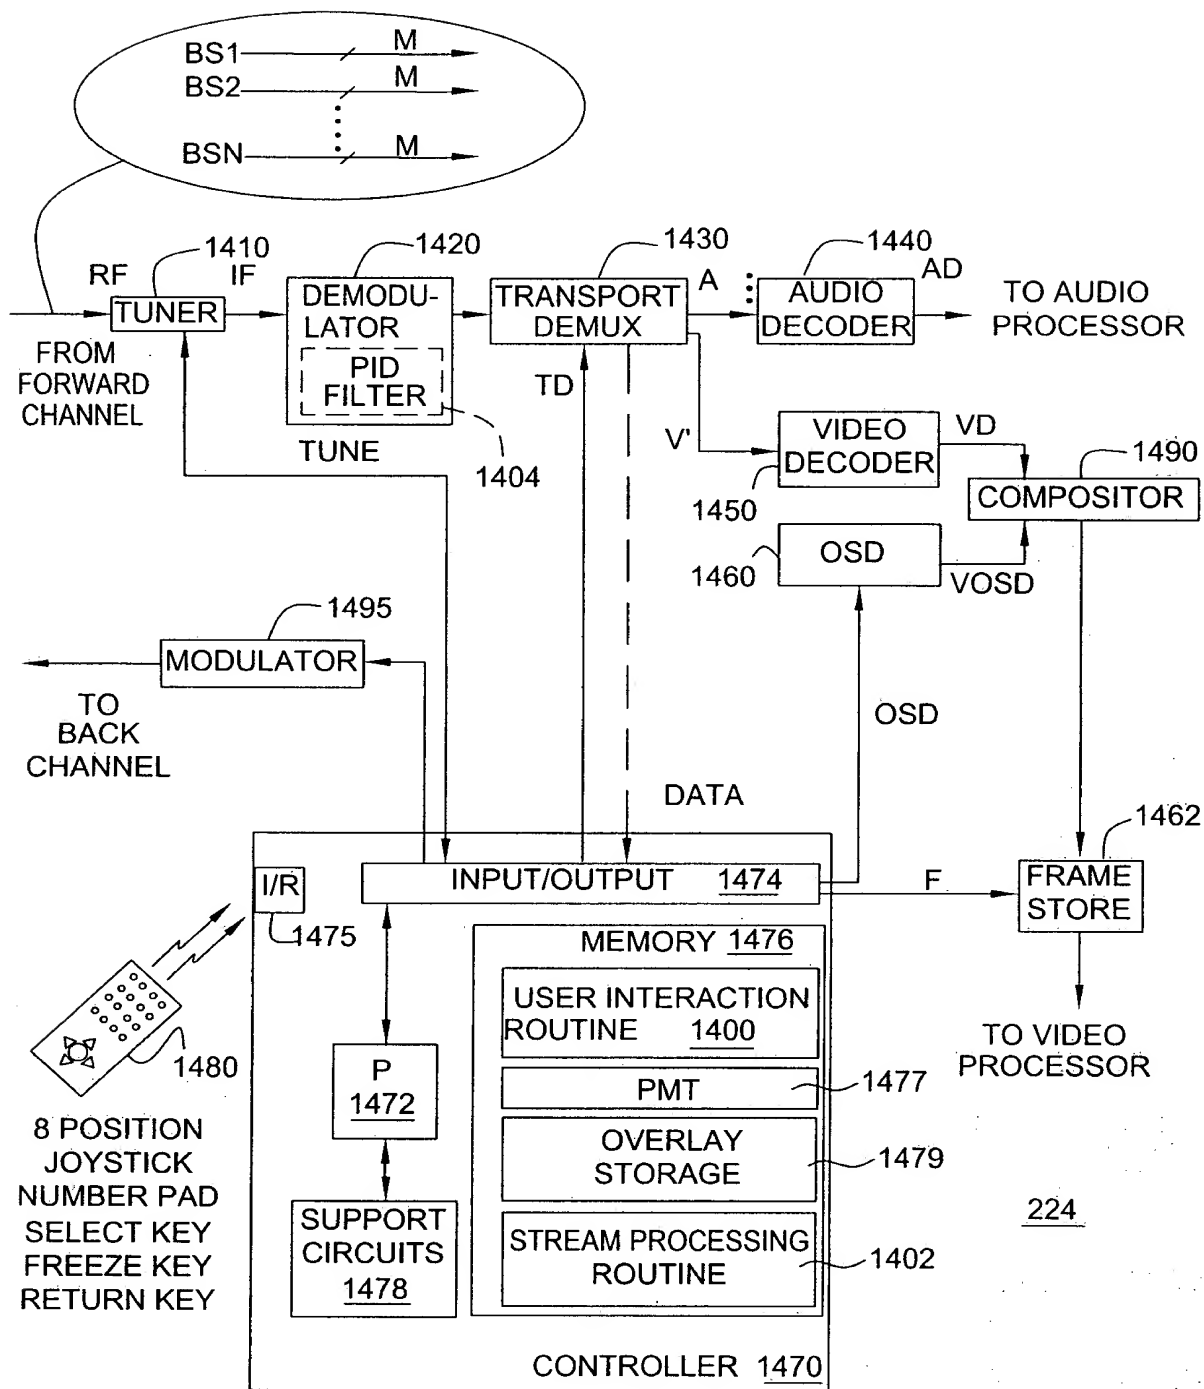 BS1 M
BS2 M
BSN M
1410
1420
1430
1440
RF
IF
A
AD
TUNER
DEMODU-
LATOR
PID
FILTER
TRANSPORT
DEMUX
AUDIO
DECODER
TO AUDIO
PROCESSOR
FROM
FORWARD
CHANNEL
TD
TUNE
1404
V'
VIDEO
DECODER
VD
1450
1490
COMPOSITOR
OSD
1460
VOSD
1495
MODULATOR
TO
BACK
CHANNEL
OSD
DATA
1462
I/R
1475
INPUT/OUTPUT 1474
F
FRAME
STORE
MEMORY 1476
USER INTERACTION
ROUTINE 1400
TO VIDEO
PROCESSOR
1480
P
1472
PMT
1477
OVERLAY
STORAGE
1479
8 POSITION
JOYSTICK
NUMBER PAD
SELECT KEY
FREEZE KEY
RETURN KEY
SUPPORT
CIRCUITS
1478
STREAM PROCESSING
ROUTINE
1402
224
CONTROLLER 1470